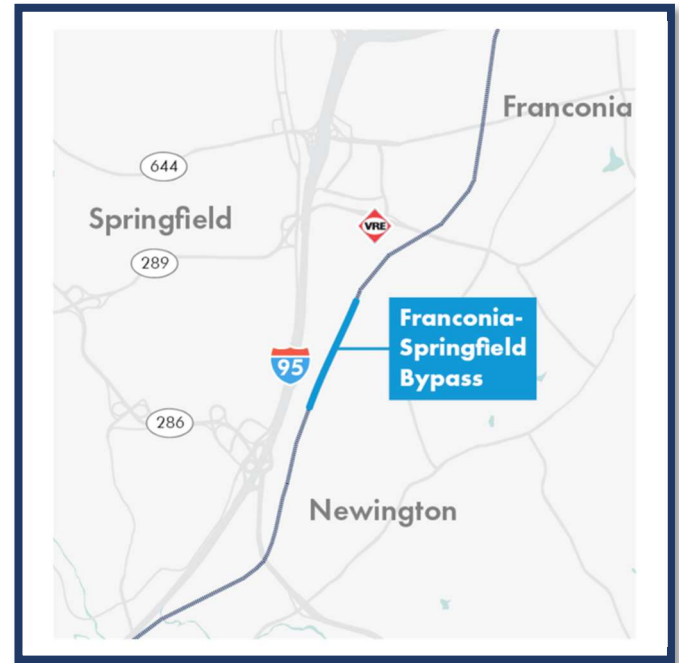 Franconia
644
Springfield
VRE
289
Franconia-
Springfield
Bypass
95
286
Newington